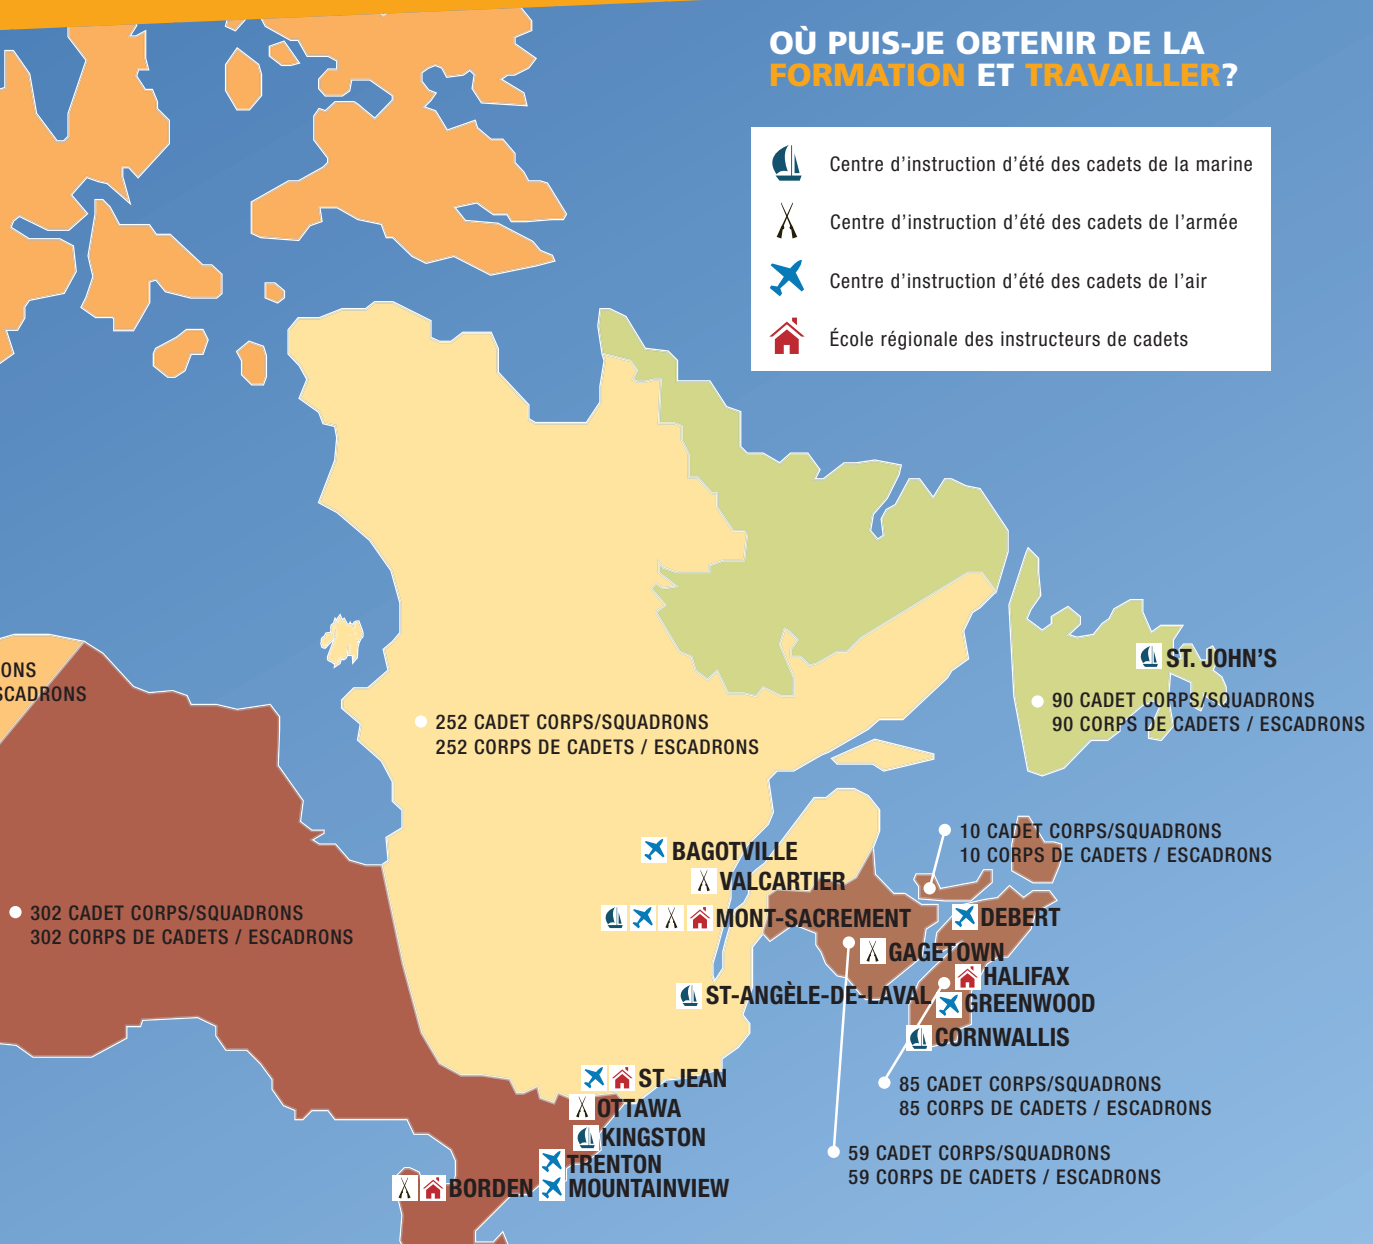 OÙ PUIS-JE OBTENIR DE LA
FORMATION ET TRAVAILLER?
Centre d'instruction d'été des cadets de la marine
Centre d'instruction d'été des cadets de l'armée
Centre d'instruction d'été des cadets de l'air
École régionale des instructeurs de cadets
ONS
SCADRONS
ST. JOHN'S
90 CADET CORPS/SQUADRONS
90 CORPS DE CADETS / ESCADRONS
252 CADET CORPS/SQUADRONS
252 CORPS DE CADETS / ESCADRONS
10 CADET CORPS/SQUADRONS
10 CORPS DE CADETS / ESCADRONS
BAGOTVILLE
VALCARTIER
302 CADET CORPS/SQUADRONS
302 CORPS DE CADETS / ESCADRONS
MONT-SACREMENT
DEBERT
GAGETOWN
HALIFAX
ST-ANGÈLE-DE-LAVAL
GREENWOOD
CORNWALLIS
ST. JEAN
85 CADET CORPS/SQUADRONS
85 CORPS DE CADETS / ESCADRONS
OTTAWA
KINGSTON
59 CADET CORPS/SQUADRONS
59 CORPS DE CADETS / ESCADRONS
TRENTON
BORDEN
MOUNTAINVIEW